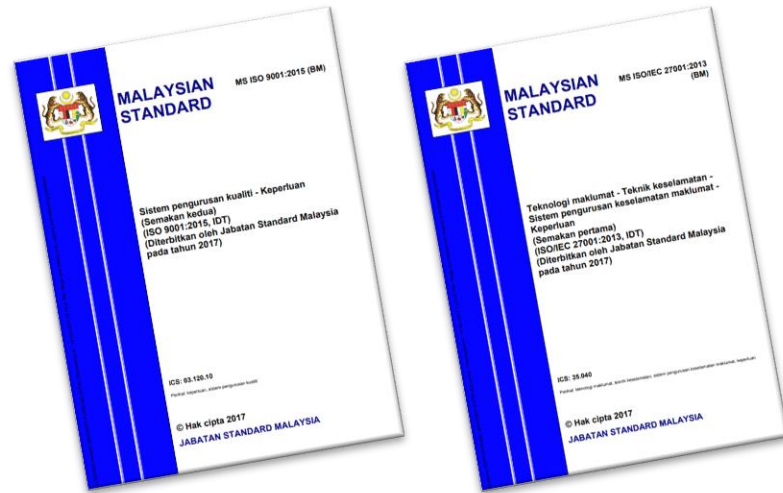 MALAYSIAN
STANDARD
MS ISO 9001:2015 (BM)
Sistem pengurusan kualiti - Keperluan
(Semakan kedua)
(ISO 9001:2015, IDT)
(Diterbitkan oleh Jabatan Standard Malaysia
pada tahun 2017)
ICS: 03.120.10
© Hak cipta 2017
JABATAN STANDARD MALAYSIA
MALAYSIAN
STANDARD
MS ISO/IEC 27001:2013
(BM)
Teknologi maklumat - Teknik keselamatan -
Sistem pengurusan keselamatan maklumat -
Keperluan
(Semakan pertama)
(ISO/IEC 27001:2013, IDT)
(Diterbitkan oleh Jabatan Standard Malaysia
pada tahun 2017)
ICS: 35.040
© Hak cipta 2017
JABATAN STANDARD MALAYSIA